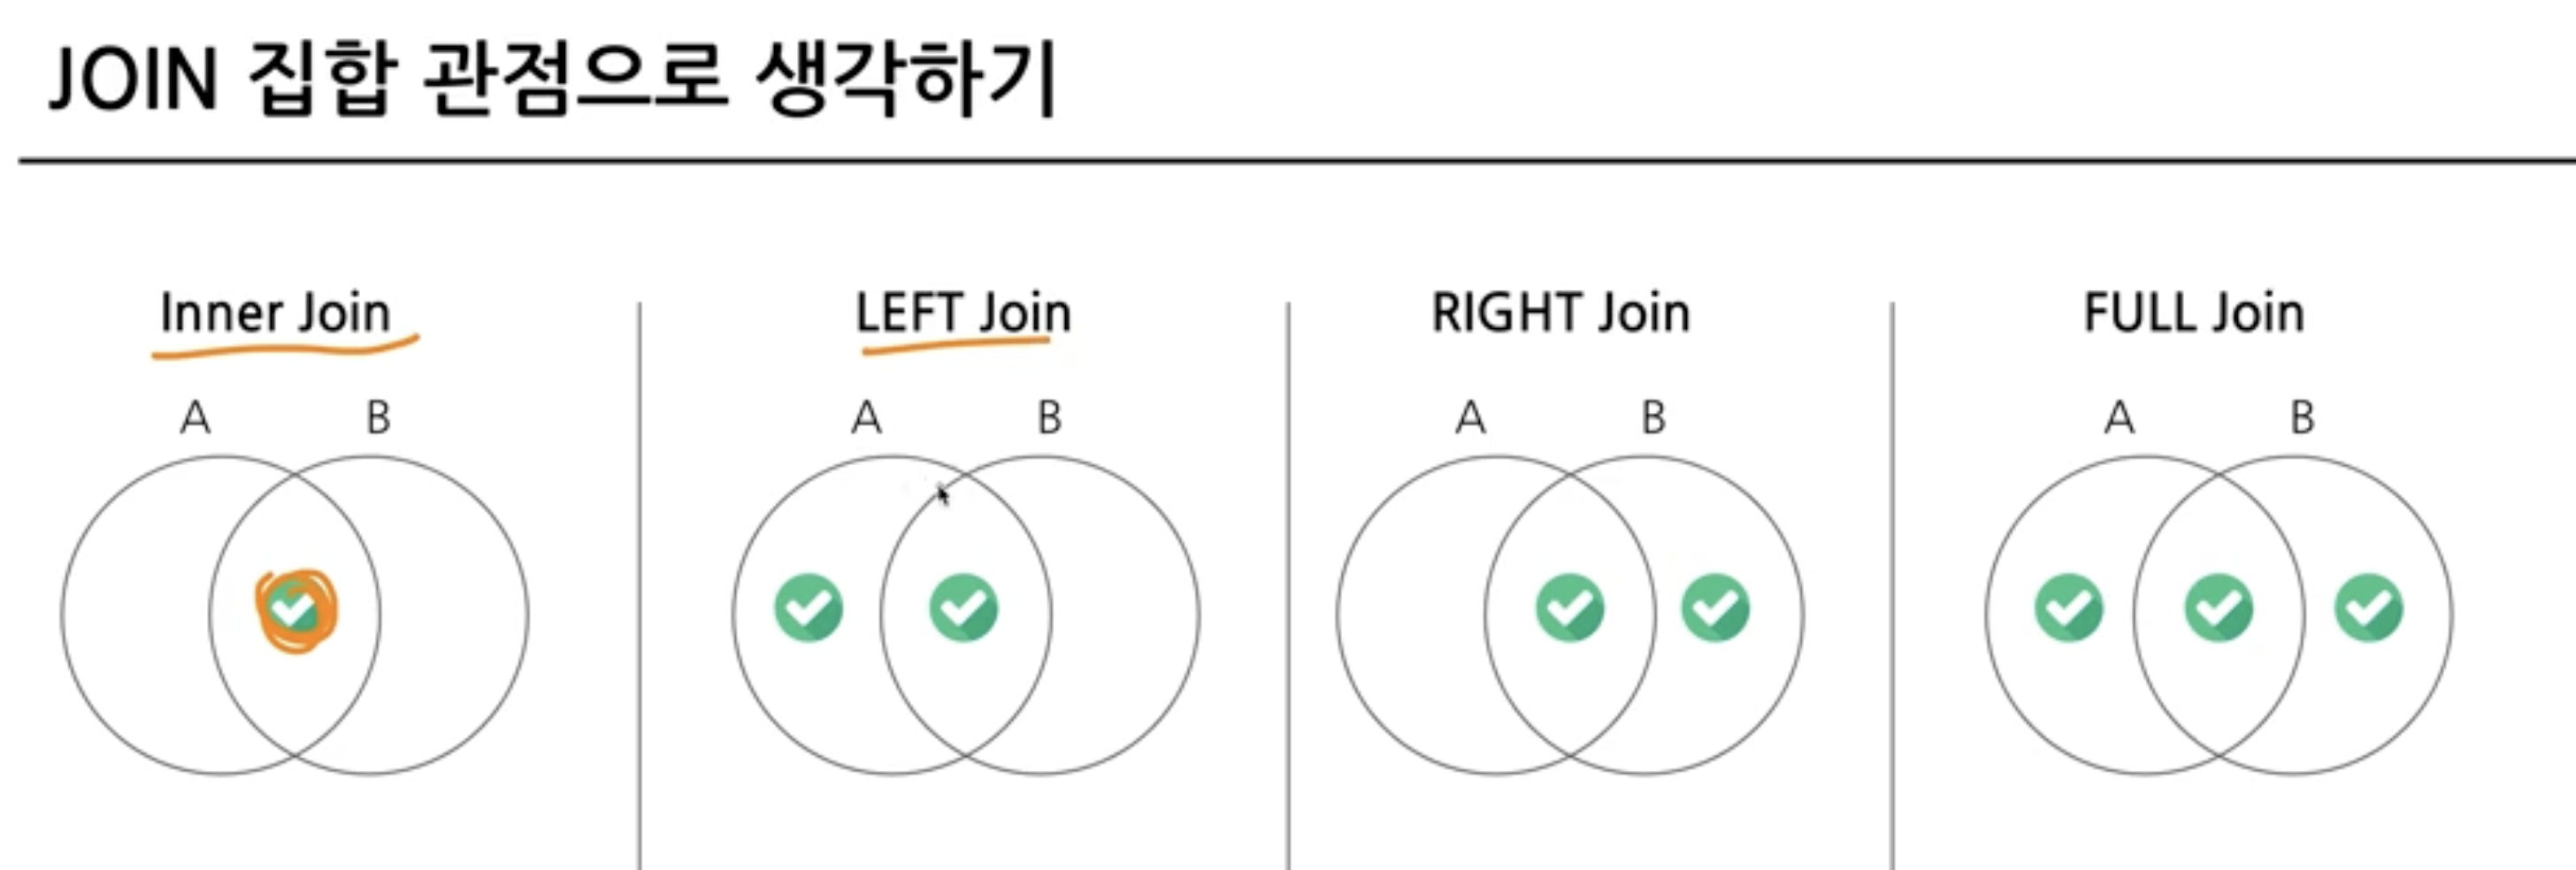 JOIN 집합 관점으로 생각하기
Inner Join
A B
LEFT Join
A B
RIGHT Join
A B
FULL Join
A B